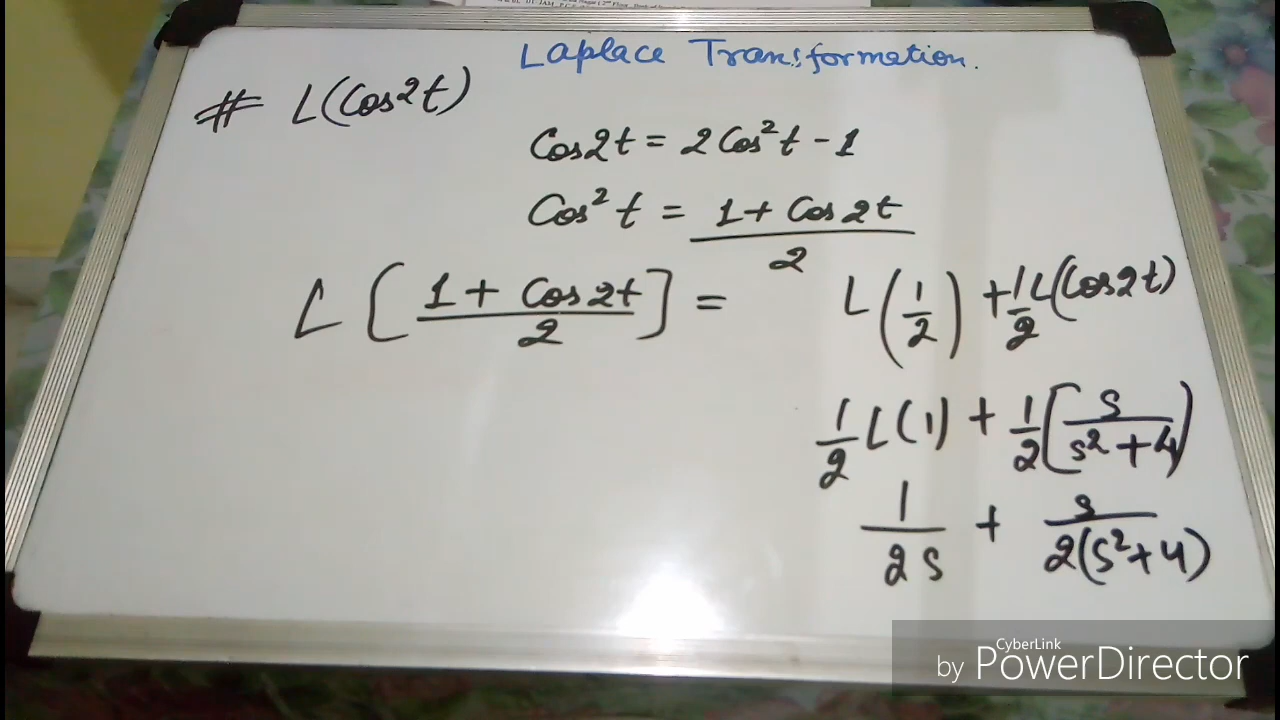 Laplace Transformation.
# L(Cos2t)
Cos2t = 2Cos²t - 1
Cos²t = 1 + Cos2t / 2
L [ 1 + Cos2t / 2 ] = L(1/2) + 1/2 L(Cos2t)
1/2 L(1) + 1/2 [ s / s² + 4 )
1 / 2s + s / 2(s² + 4)
CyberLink
by PowerDirector